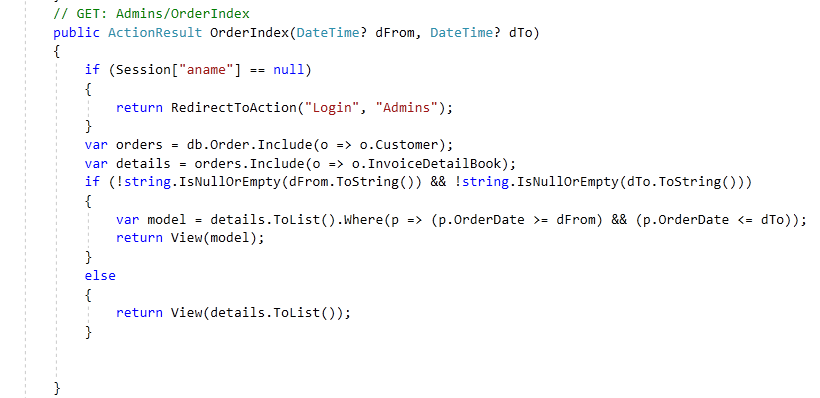 // GET: Admins/OrderIndex
public ActionResult OrderIndex(DateTime? dFrom, DateTime? dTo)
{
if (Session["aname"] == null)
{
return RedirectToAction("Login", "Admins");
}
var orders = db.Order.Include(o => o.Customer);
var details = orders.Include(o => o.InvoiceDetailBook);
if (!string.IsNullOrEmpty(dFrom.ToString()) && !string.IsNullOrEmpty(dTo.ToString()))
{
var model = details.ToList().Where(p => (p.OrderDate >= dFrom) && (p.OrderDate <= dTo));
return View(model);
}
else
{
return View(details.ToList());
}
}